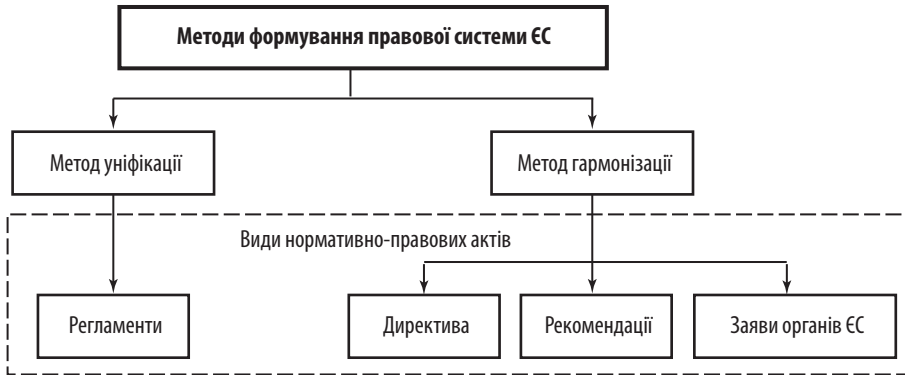 Методи формування правової системи ЄС
Метод уніфікації
Метод гармонізації
Види нормативно-правових актів
Регламенти
Директива
Рекомендації
Заяви органів ЄС